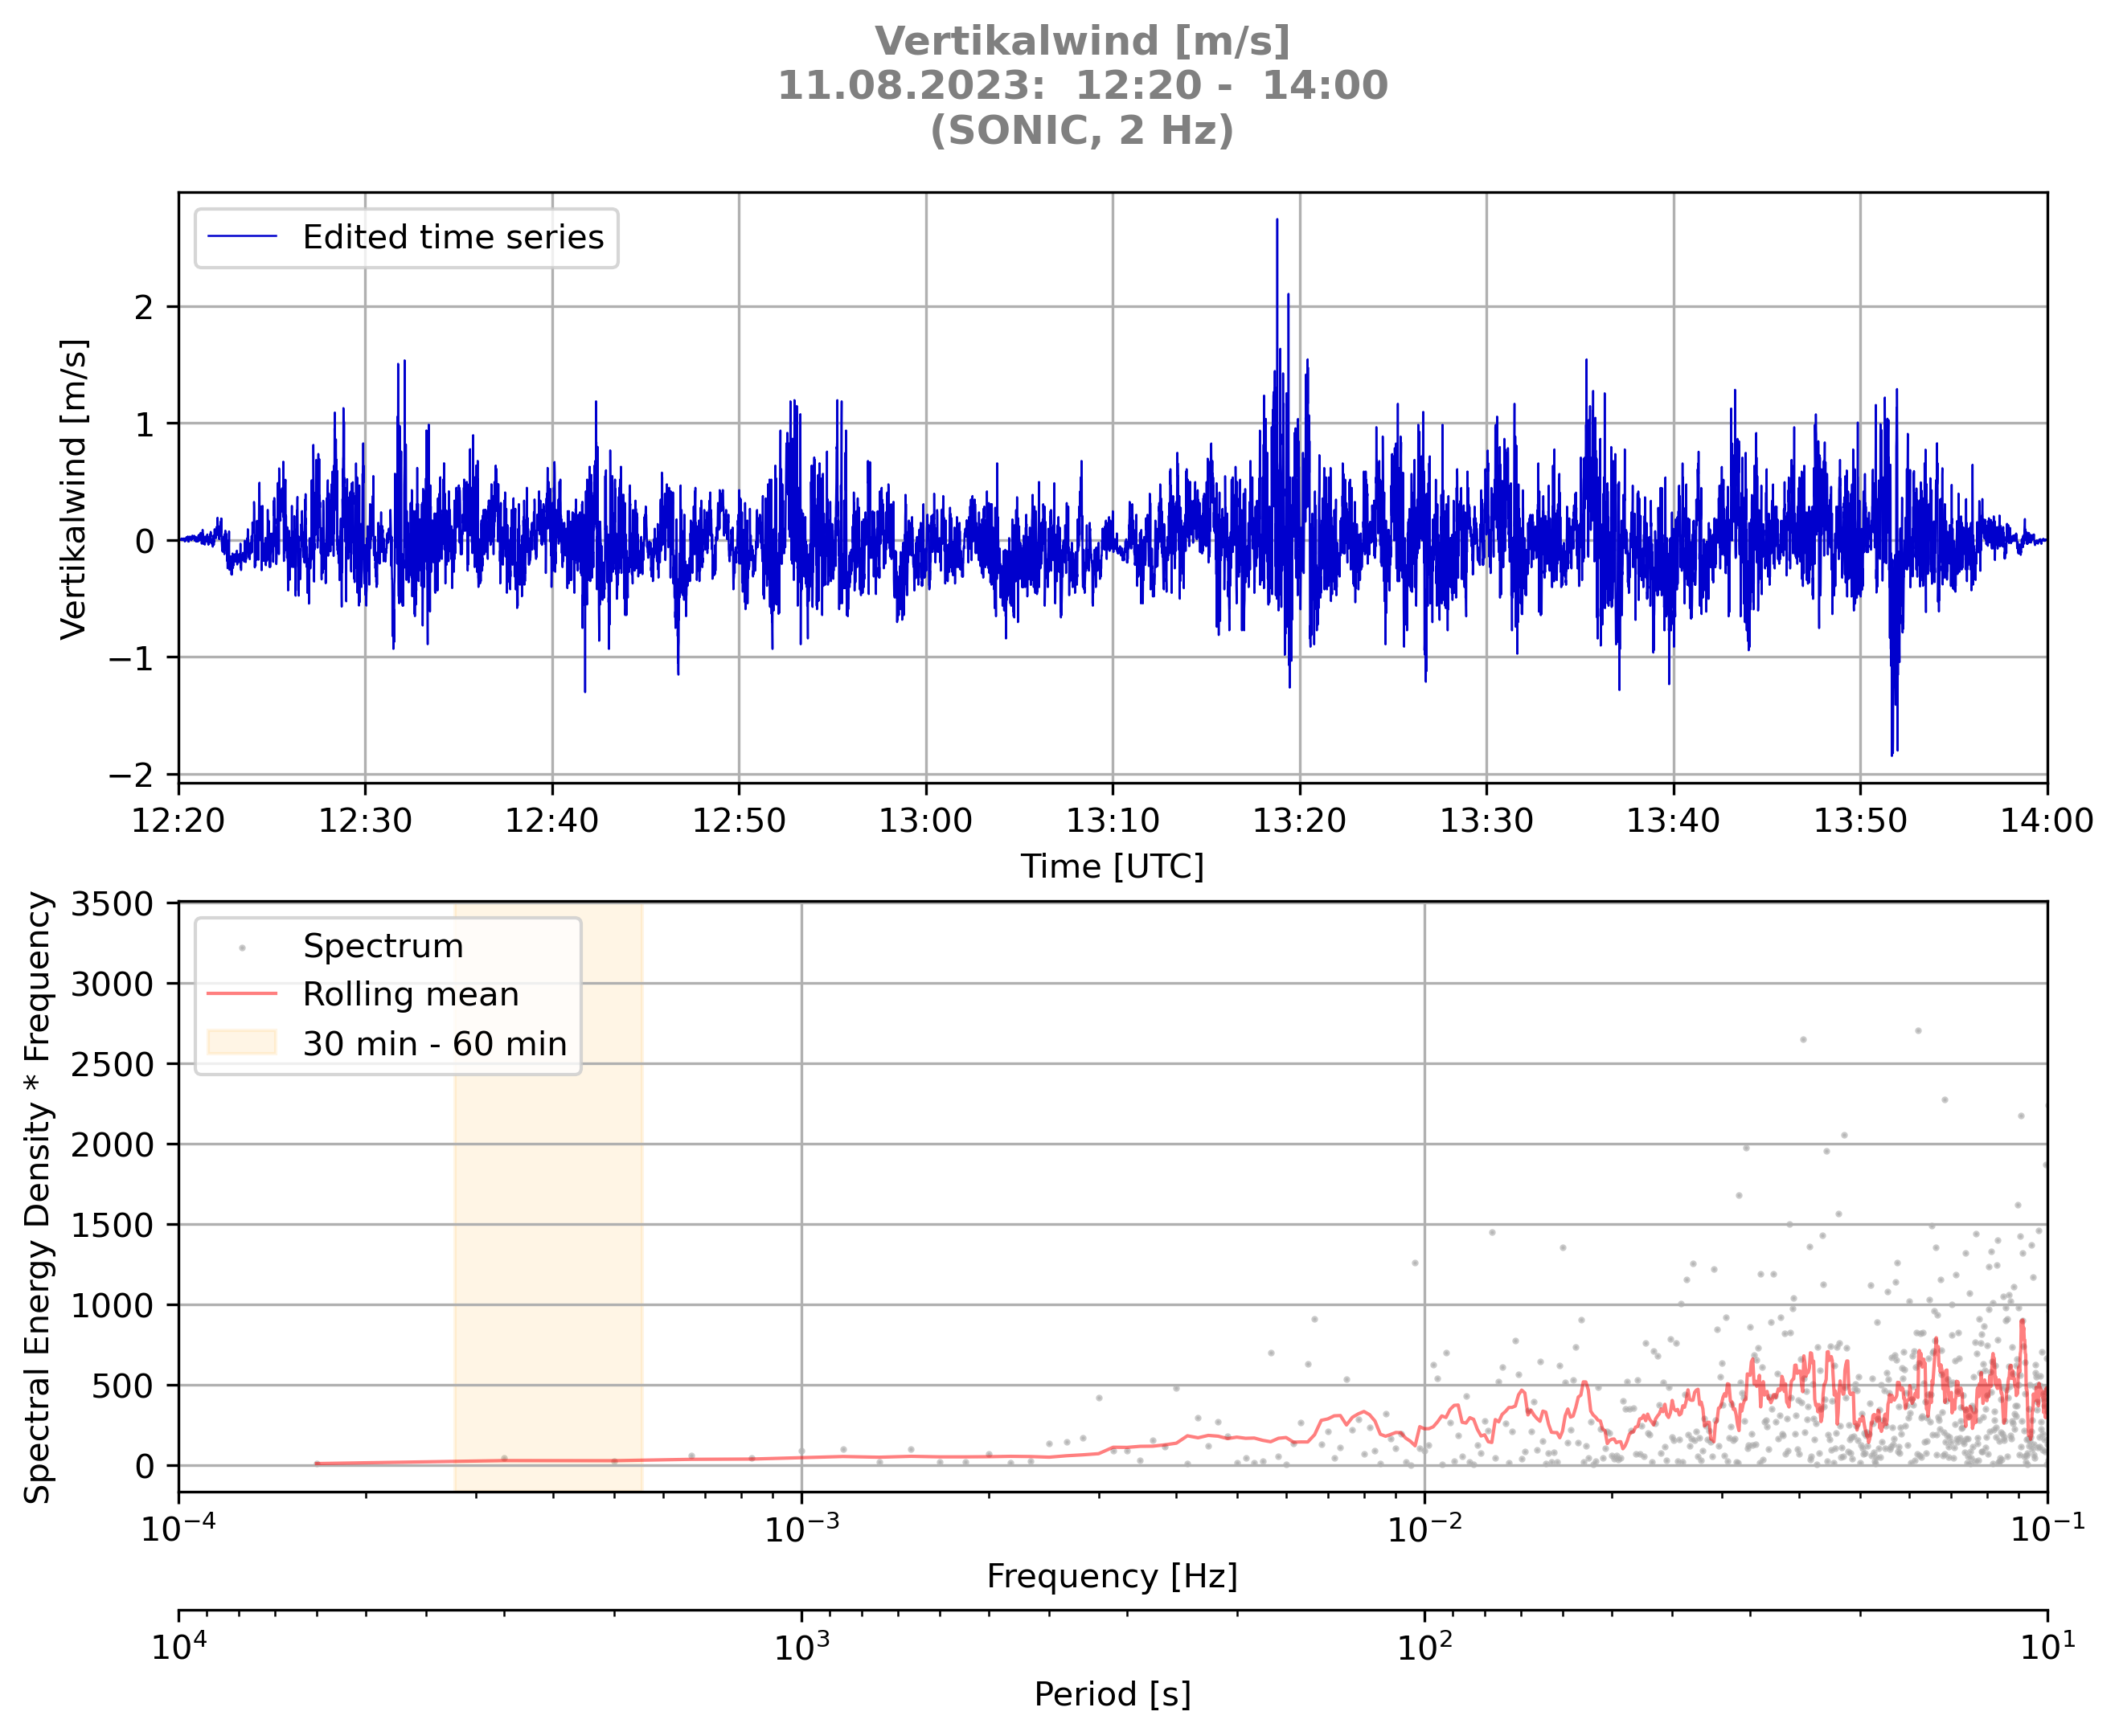 Vertikalwind [m/s]
11.08.2023:  12:20 -  14:00
(SONIC, 2 Hz)
Edited time series
Vertikalwind [m/s]
2
1
0
−1
−2
12:20 12:30 12:40 12:50 13:00 13:10 13:20 13:30 13:40 13:50 14:00
Time [UTC]
Spectral Energy Density * Frequency
3500
3000
2500
2000
1500
1000
500
0
Spectrum
Rolling mean
30 min - 60 min
10⁻⁴ 10⁻³ 10⁻² 10⁻¹
Frequency [Hz]
10⁴ 10³ 10² 10¹
Period [s]